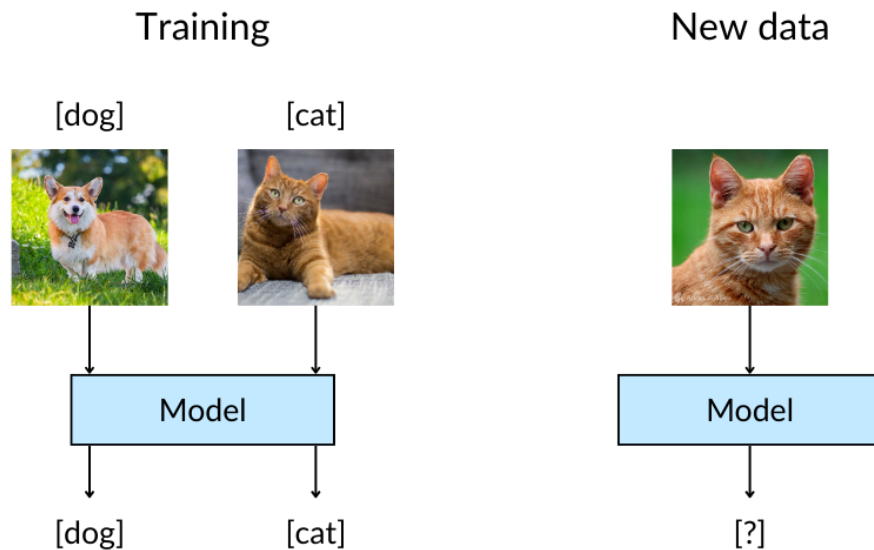 Training
New data
[dog]
[cat]
Model
Model
[dog]
[cat]
[?]